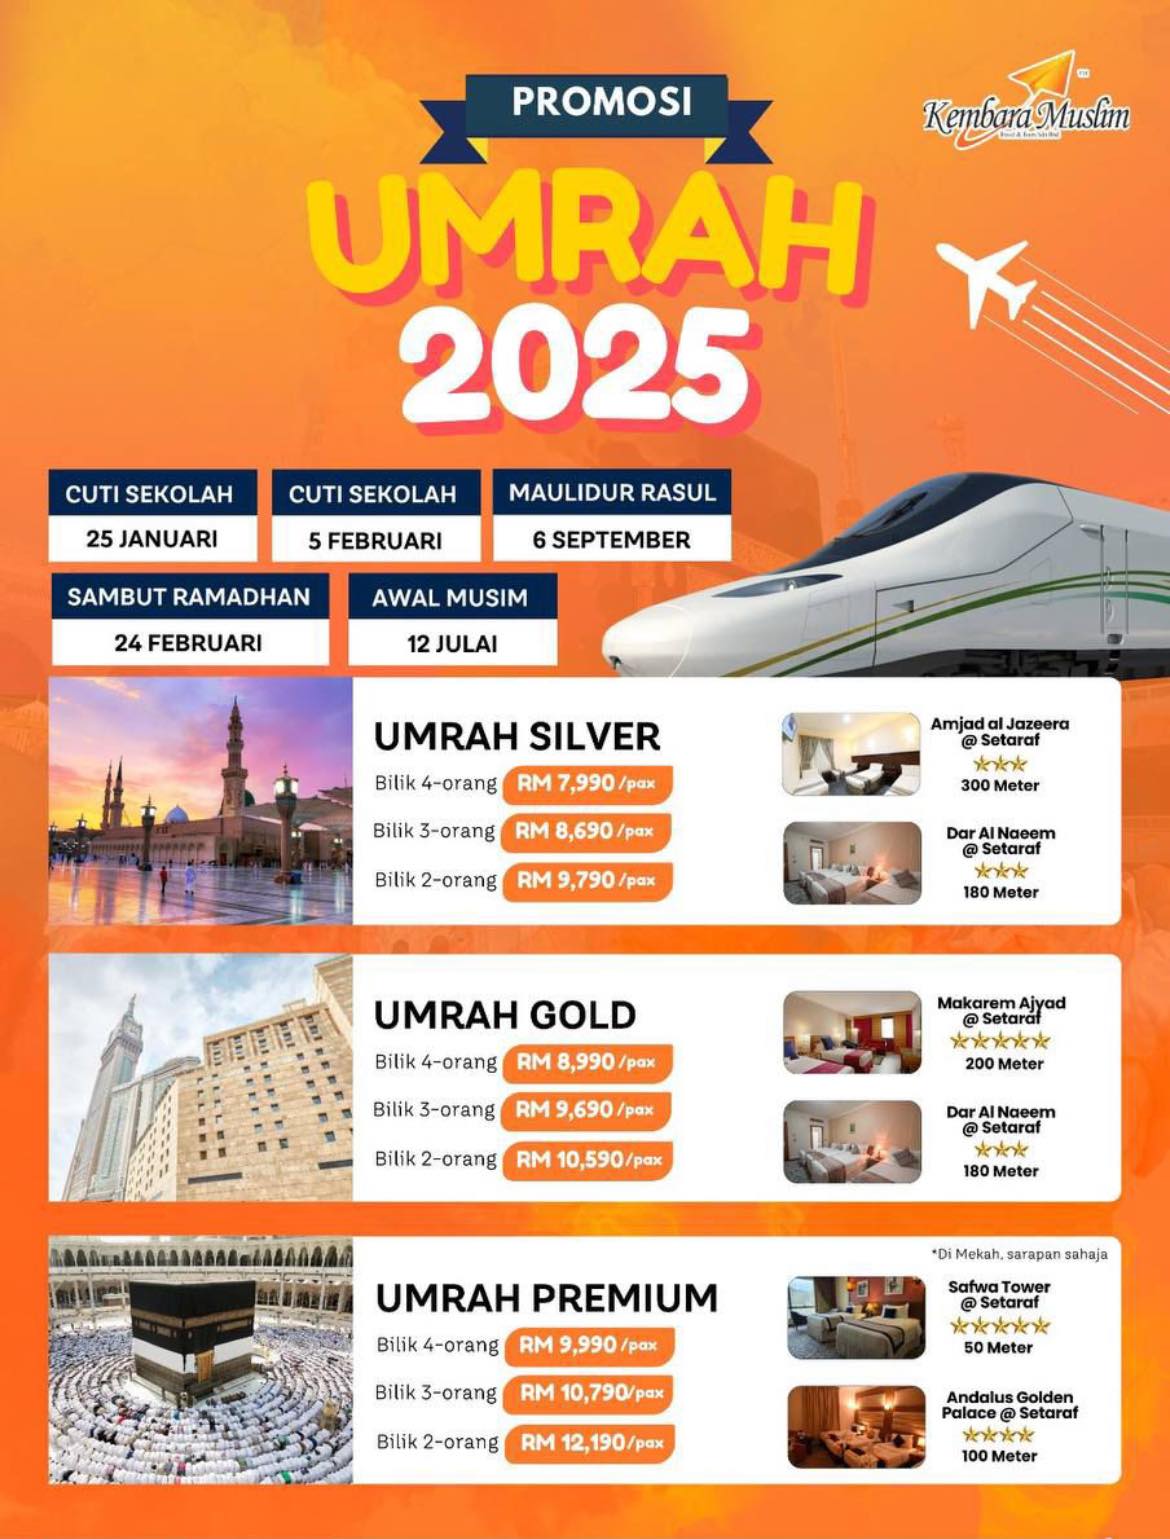 PROMOSI
Kembara Muslim
Travel & Tours Sdn Bhd
UMRAH
2025
CUTI SEKOLAH
25 JANUARI
CUTI SEKOLAH
5 FEBRUARI
MAULIDUR RASUL
6 SEPTEMBER
SAMBUT RAMADHAN
24 FEBRUARI
AWAL MUSIM
12 JULAI
UMRAH SILVER
Bilik 4-orang RM 7,990/pax
Bilik 3-orang RM 8,690/pax
Bilik 2-orang RM 9,790/pax
Amjad al Jazeera
@ Setaraf
300 Meter
Dar Al Naeem
@ Setaraf
180 Meter
UMRAH GOLD
Bilik 4-orang RM 8,990/pax
Bilik 3-orang RM 9,690/pax
Bilik 2-orang RM 10,590/pax
Makarem Ajyad
@ Setaraf
200 Meter
Dar Al Naeem
@ Setaraf
180 Meter
*Di Mekah, sarapan sahaja
UMRAH PREMIUM
Bilik 4-orang RM 9,990/pax
Bilik 3-orang RM 10,790/pax
Bilik 2-orang RM 12,190/pax
Safwa Tower
@ Setaraf
50 Meter
Andalus Golden
Palace @ Setaraf
100 Meter